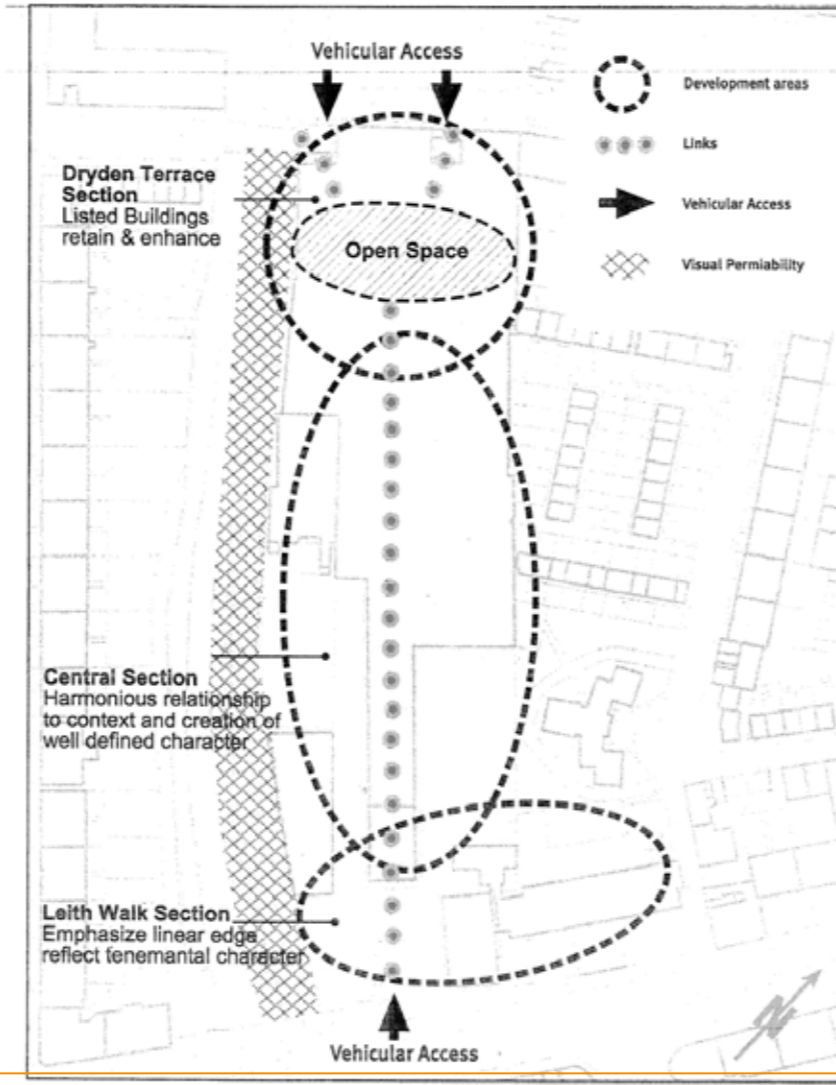 Vehicular Access
Development areas
Links
Vehicular Access
Visual Permiability
Dryden Terrace
Section
Listed Buildings
retain & enhance
Open Space
Central Section
Harmonious relationship
to context and creation of
well defined character
Leith Walk Section
Emphasize linear edge
reflect tenemantal character
Vehicular Access
N